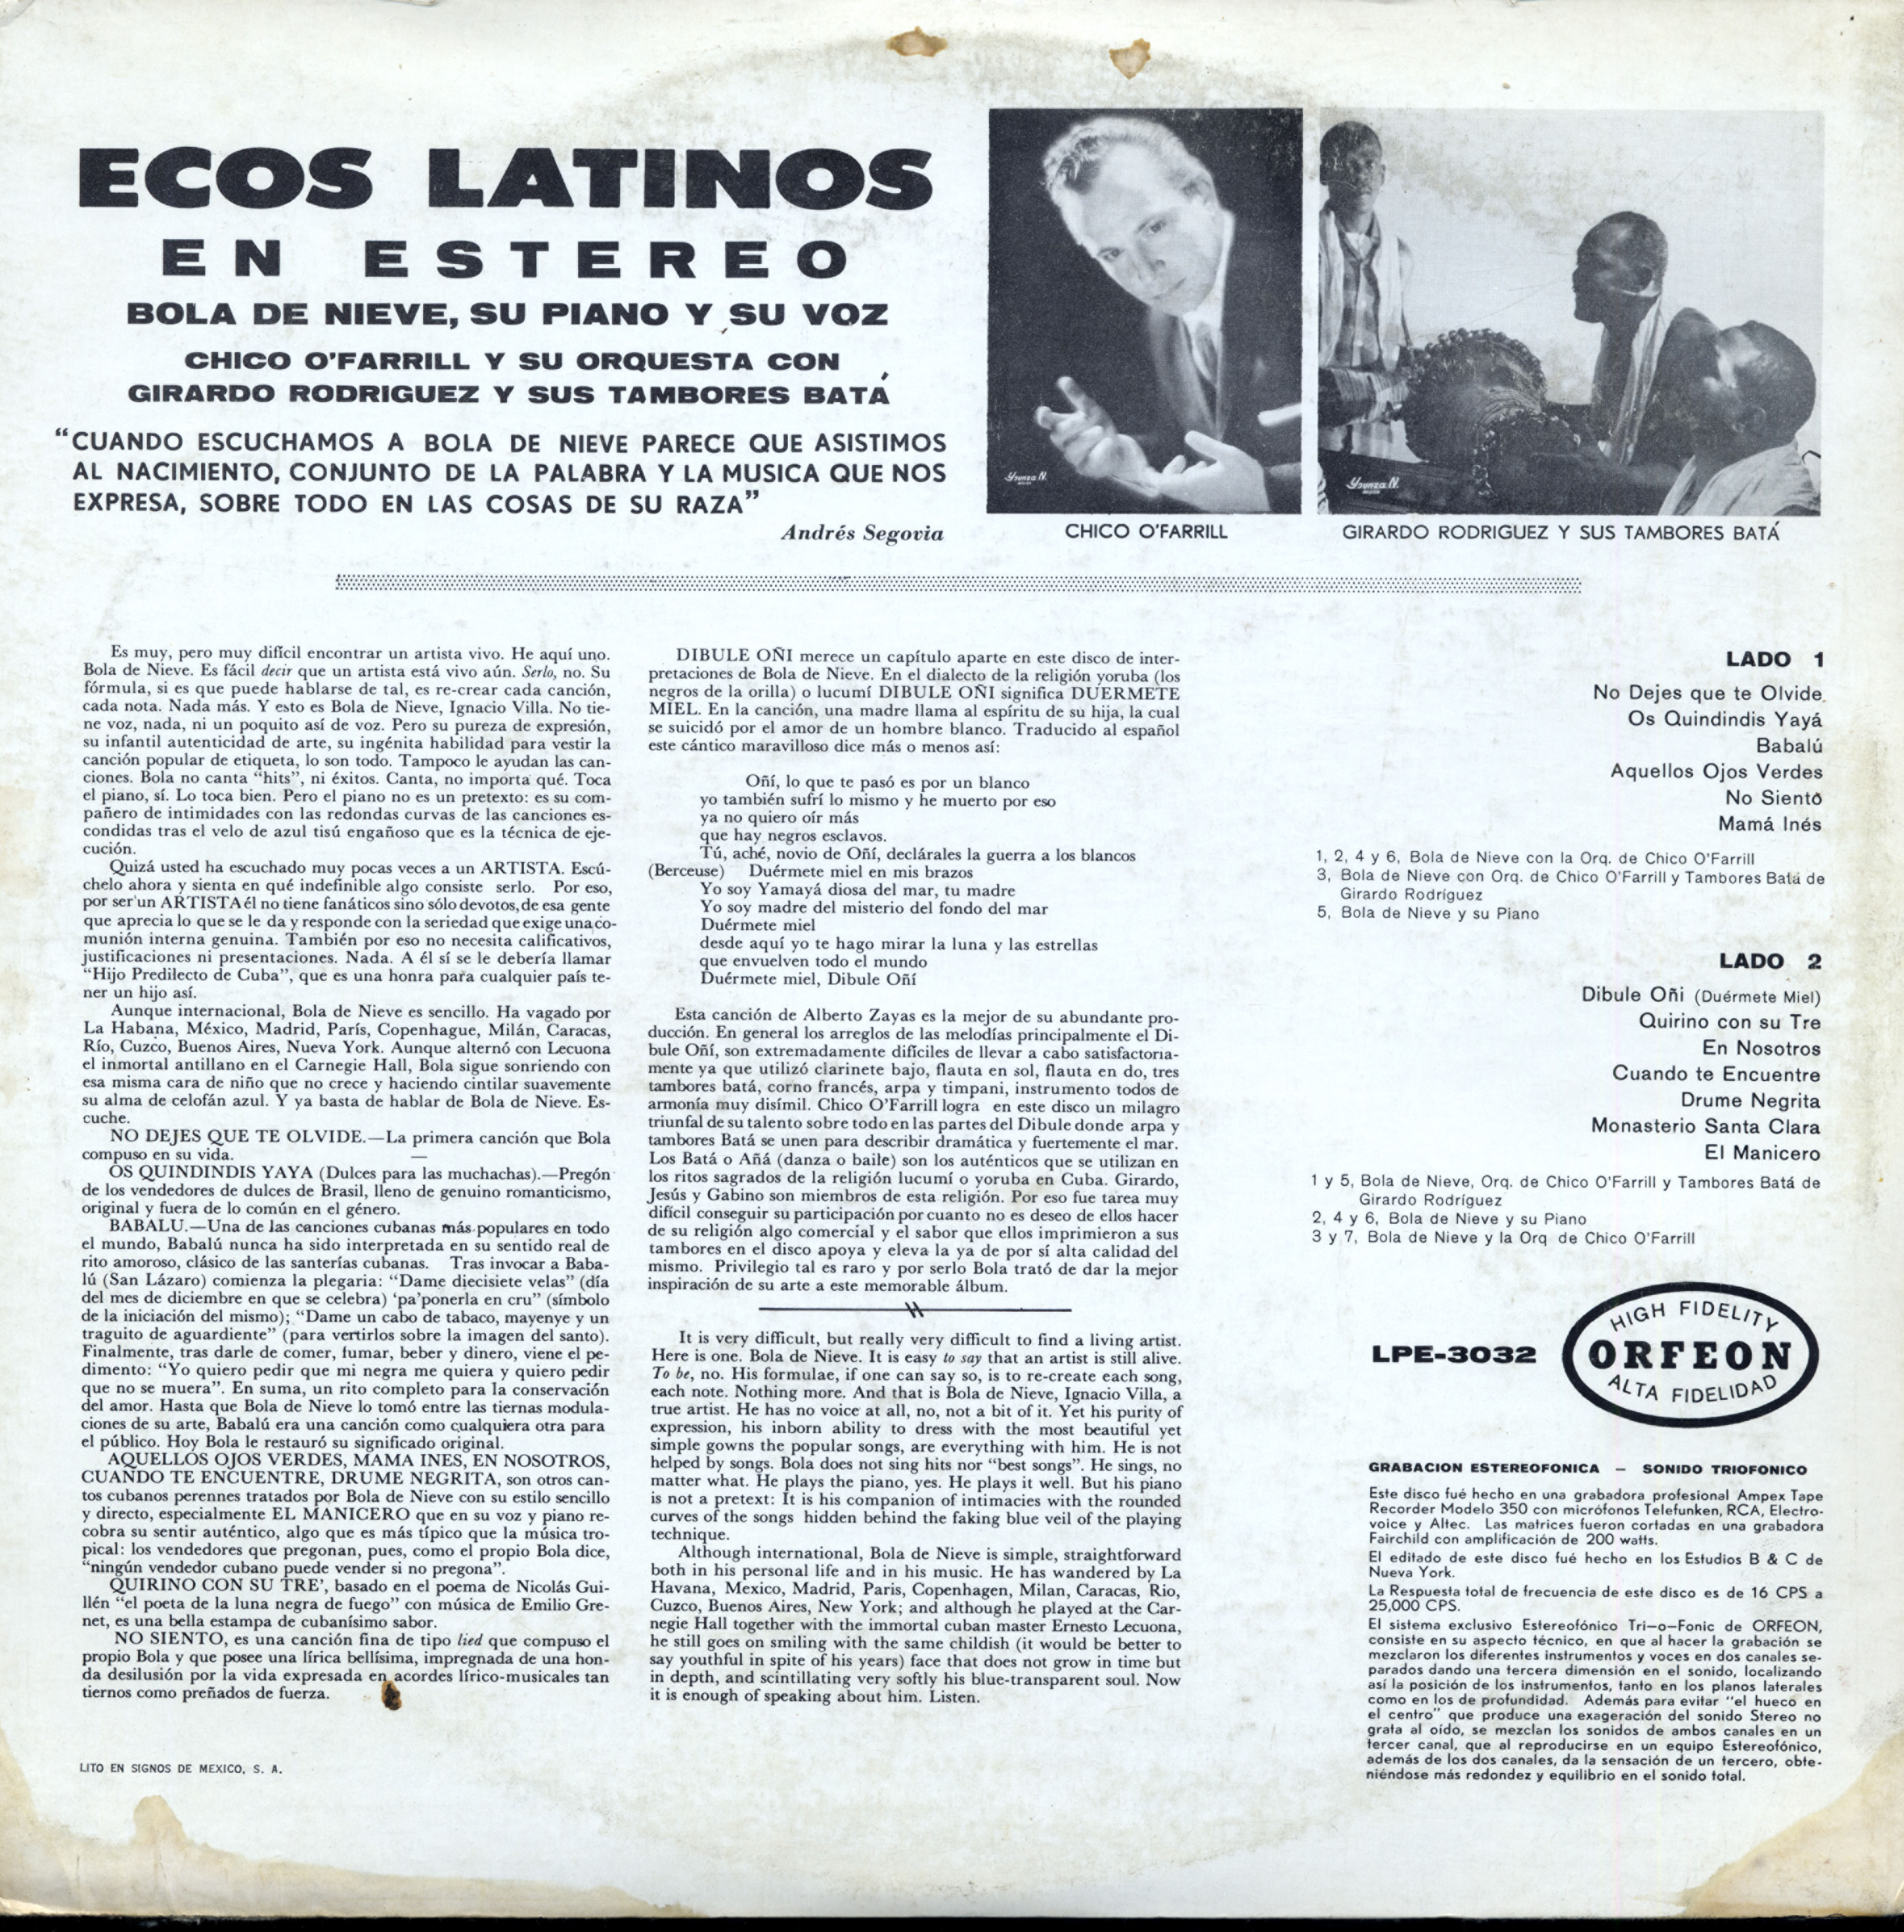 ECOS LATINOS
EN ESTEREO
BOLA DE NIEVE, SU PIANO Y SU VOZ
CHICO O'FARRILL Y SU ORQUESTA CON
GIRARDO RODRIGUEZ Y SUS TAMBORES BATÁ
"CUANDO ESCUCHAMOS A BOLA DE NIEVE PARECE QUE ASISTIMOS
AL NACIMIENTO, CONJUNTO DE LA PALABRA Y LA MUSICA QUE NOS
EXPRESA, SOBRE TODO EN LAS COSAS DE SU RAZA"
Andrés Segovia
CHICO O'FARRILL
GIRARDO RODRIGUEZ Y SUS TAMBORES BATÁ
Es muy, pero muy difícil encontrar un artista vivo. He aquí uno.
Bola de Nieve. Es fácil decir que un artista está vivo aún. Serlo, no. Su
fórmula, si es que puede hablarse de tal, es re-crear cada canción,
cada nota. Nada más. Y esto es Bola de Nieve, Ignacio Villa. No tie-
ne voz, nada, ni un poquito así de voz. Pero su pureza de expresión,
su infantil autenticidad de arte, su ingénita habilidad para vestir la
canción popular de etiqueta, lo son todo. Tampoco le ayudan las can-
ciones. Bola no canta "hits", ni éxitos. Canta, no importa qué. Toca
el piano, sí. Lo toca bien. Pero el piano no es un pretexto: es su com-
pañero de intimidades con las redondas curvas de las canciones es-
condidas tras el velo de azul tisú engañoso que es la técnica de eje-
cución.
Quizá usted ha escuchado muy pocas veces a un ARTISTA. Escú-
chelo ahora y sienta en qué indefinible algo consiste serlo. Por eso,
por ser un ARTISTA él no tiene fanáticos sino sólo devotos, de esa gente
que aprecia lo que se le da y responde con la seriedad que exige una co-
munión interna genuina. También por eso no necesita calificativos,
justificaciones ni presentaciones. Nada. A él sí se le debería llamar
"Hijo Predilecto de Cuba", que es una honra para cualquier país te-
ner un hijo así.
Aunque internacional, Bola de Nieve es sencillo. Ha vagado por
La Habana, México, Madrid, París, Copenhague, Milán, Caracas,
Río, Cuzco, Buenos Aires, Nueva York. Aunque alternó con Lecuona
el inmortal antillano en el Carnegie Hall, Bola sigue sonriendo con
esa misma cara de niño que no crece y haciendo cintilar suavemente
su alma de celofán azul. Y ya basta de hablar de Bola de Nieve. Es-
cuche.
NO DEJES QUE TE OLVIDE.—La primera canción que Bola
compuso en su vida.
OS QUINDINDIS YAYA (Dulces para las muchachas).—Pregón
de los vendedores de dulces de Brasil, lleno de genuino romanticismo,
original y fuera de lo común en el género.
BABALU.—Una de las canciones cubanas más populares en todo
el mundo, Babalú nunca ha sido interpretada en su sentido real de
rito amoroso, clásico de las santerías cubanas. Tras invocar a Baba-
lú (San Lázaro) comienza la plegaria: "Dame diecisiete velas" (día
del mes de diciembre en que se celebra) 'pa'ponerla en cru" (símbolo
de la iniciación del mismo); "Dame un cabo de tabaco, mayenye y un
traguito de aguardiente" (para vertirlos sobre la imagen del santo).
Finalmente, tras darle de comer, fumar, beber y dinero, viene el pe-
dimento: "Yo quiero pedir que mi negra me quiera y quiero pedir
que no se muera". En suma, un rito completo para la conservación
del amor. Hasta que Bola de Nieve lo tomó entre las tiernas modula-
ciones de su arte, Babalú era una canción como cualquiera otra para
el público. Hoy Bola le restauró su significado original.
AQUELLOS OJOS VERDES, MAMA INES, EN NOSOTROS,
CUANDO TE ENCUENTRE, DRUME NEGRITA, son otros can-
tos cubanos perennes tratados por Bola de Nieve con su estilo sencillo
y directo, especialmente EL MANICERO que en su voz y piano re-
cobra su sentir auténtico, algo que es más típico que la música tro-
pical: los vendedores que pregonan, pues, como el propio Bola dice,
"ningún vendedor cubano puede vender si no pregona".
QUIRINO CON SU TRE', basado en el poema de Nicolás Gui-
llén "el poeta de la luna negra de fuego" con música de Emilio Gre-
net, es una bella estampa de cubanísimo sabor.
NO SIENTO, es una canción fina de tipo lied que compuso el
propio Bola y que posee una lírica bellísima, impregnada de una hon-
da desilusión por la vida expresada en acordes lírico-musicales tan
tiernos como preñados de fuerza.
LITO EN SIGNOS DE MEXICO, S. A.
DIBULE OÑI merece un capítulo aparte en este disco de inter-
pretaciones de Bola de Nieve. En el dialecto de la religión yoruba (los
negros de la orilla) o lucumí DIBULE OÑI significa DUERMETE
MIEL. En la canción, una madre llama al espíritu de su hija, la cual
se suicidó por el amor de un hombre blanco. Traducido al español
este cántico maravilloso dice más o menos así:
Oñí, lo que te pasó es por un blanco
yo también sufrí lo mismo y he muerto por eso
ya no quiero oír más
que hay negros esclavos.
Tú, aché, novio de Oñí, declárales la guerra a los blancos
(Berceuse) Duérmete miel en mis brazos
Yo soy Yamayá diosa del mar, tu madre
Yo soy madre del misterio del fondo del mar
Duérmete miel
desde aquí yo te hago mirar la luna y las estrellas
que envuelven todo el mundo
Duérmete miel, Dibule Oñí
Esta canción de Alberto Zayas es la mejor de su abundante pro-
ducción. En general los arreglos de las melodías principalmente el Di-
bule Oñí, son extremadamente difíciles de llevar a cabo satisfactoria-
mente ya que utilizó clarinete bajo, flauta en sol, flauta en do, tres
tambores batá, corno francés, arpa y timpani, instrumento todos de
armonía muy disímil. Chico O'Farrill logra en este disco un milagro
triunfal de su talento sobre todo en las partes del Dibule donde arpa y
tambores Batá se unen para describir dramática y fuertemente el mar.
Los Batá o Añá (danza o baile) son los auténticos que se utilizan en
los ritos sagrados de la religión lucumí o yoruba en Cuba. Girardo,
Jesús y Gabino son miembros de esta religión. Por eso fue tarea muy
difícil conseguir su participación por cuanto no es deseo de ellos hacer
de su religión algo comercial y el sabor que ellos imprimieron a sus
tambores en el disco apoya y eleva la ya de por sí alta calidad del
mismo. Privilegio tal es raro y por serlo Bola trató de dar la mejor
inspiración de su arte a este memorable álbum.
It is very difficult, but really very difficult to find a living artist.
Here is one. Bola de Nieve. It is easy to say that an artist is still alive.
To be, no. His formulae, if one can say so, is to re-create each song,
each note. Nothing more. And that is Bola de Nieve, Ignacio Villa, a
true artist. He has no voice at all, no, not a bit of it. Yet his purity of
expression, his inborn ability to dress with the most beautiful yet
simple gowns the popular songs, are everything with him. He is not
helped by songs. Bola does not sing hits nor "best songs". He sings, no
matter what. He plays the piano, yes. He plays it well. But his piano
is not a pretext: It is his companion of intimacies with the rounded
curves of the songs hidden behind the faking blue veil of the playing
technique.
Although international, Bola de Nieve is simple, straightforward
both in his personal life and in his music. He has wandered by La
Havana, Mexico, Madrid, Paris, Copenhagen, Milan, Caracas, Rio,
Cuzco, Buenos Aires, New York; and although he played at the Car-
negie Hall together with the immortal cuban master Ernesto Lecuona,
he still goes on smiling with the same childish (it would be better to
say youthful in spite of his years) face that does not grow in time but
in depth, and scintillating very softly his blue-transparent soul. Now
it is enough of speaking about him. Listen.
LADO 1
No Dejes que te Olvide
Os Quindindis Yayá
Babalú
Aquellos Ojos Verdes
No Siento
Mamá Inés
1, 2, 4 y 6, Bola de Nieve con la Orq. de Chico O'Farrill
3, Bola de Nieve con Orq. de Chico O'Farrill y Tambores Batá de
Girardo Rodríguez
5, Bola de Nieve y su Piano
LADO 2
Dibule Oñi (Duérmete Miel)
Quirino con su Tre
En Nosotros
Cuando te Encuentre
Drume Negrita
Monasterio Santa Clara
El Manicero
1 y 5, Bola de Nieve, Orq. de Chico O'Farrill y Tambores Batá de
Girardo Rodríguez
2, 4 y 6, Bola de Nieve y su Piano
3 y 7, Bola de Nieve y la Orq de Chico O'Farrill
LPE-3032
HIGH FIDELITY
ORFEON
ALTA FIDELIDAD
GRABACION ESTEREOFONICA — SONIDO TRIOFONICO
Este disco fué hecho en una grabadora profesional Ampex Tape
Recorder Modelo 350 con micrófonos Telefunken, RCA, Electro-
voice y Altec. Las matrices fueron cortadas en una grabadora
Fairchild con amplificación de 200 watts.
El editado de este disco fué hecho en los Estudios B & C de
Nueva York.
La Respuesta total de frecuencia de este disco es de 16 CPS a
25,000 CPS.
El sistema exclusivo Estereofónico Tri—o—Fonic de ORFEON,
consiste en su aspecto técnico, en que al hacer la grabación se
mezclaron los diferentes instrumentos y voces en dos canales se-
parados dando una tercera dimensión en el sonido, localizando
así la posición de los instrumentos, tanto en los planos laterales
como en los de profundidad. Además para evitar "el hueco en
el centro" que produce una exageración del sonido Stereo no
grata al oído, se mezclan los sonidos de ambos canales en un
tercer canal, que al reproducirse en un equipo Estereofónico,
además de los dos canales, da la sensación de un tercero, obte-
niéndose más redondez y equilibrio en el sonido total.